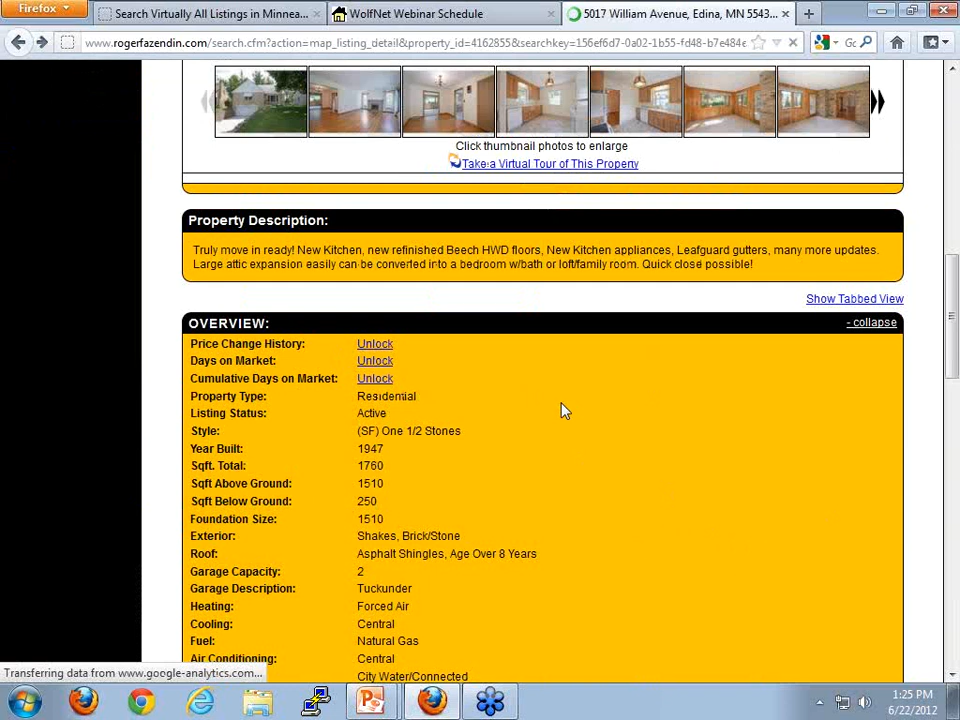 Firefox
Search Virtually All Listings in Minnea...
WolfNet Webinar Schedule
5017 William Avenue, Edina, MN 5543...
www.rogerfazendin.com/search.cfm?action=map_listing_detail&property_id=4162855&searchkey=156ef6d7-0a02-1b55-fd48-b7e484e
Click thumbnail photos to enlarge
Take a Virtual Tour of This Property
Property Description:
Truly move in ready! New Kitchen, new refinished Beech HWD floors, New Kitchen appliances, Leafguard gutters, many more updates.
Large attic expansion easily can be converted into a bedroom w/bath or loft/family room. Quick close possible!
Show Tabbed View
OVERVIEW:
- collapse
Price Change History: Unlock
Days on Market: Unlock
Cumulative Days on Market: Unlock
Property Type: Residential
Listing Status: Active
Style: (SF) One 1/2 Stories
Year Built: 1947
Sqft. Total: 1760
Sqft Above Ground: 1510
Sqft Below Ground: 250
Foundation Size: 1510
Exterior: Shakes, Brick/Stone
Roof: Asphalt Shingles, Age Over 8 Years
Garage Capacity: 2
Garage Description: Tuckunder
Heating: Forced Air
Cooling: Central
Fuel: Natural Gas
Air Conditioning: Central
City Water/Connected
Transferring data from www.google-analytics.com...
1:25 PM
6/22/2012